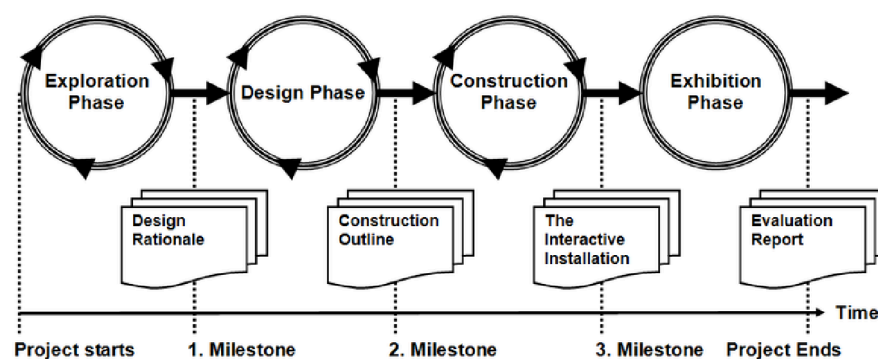 Exploration
Phase
Design Phase
Construction
Phase
Exhibition
Phase
Design
Rationale
Construction
Outline
The
Interactive
Installation
Evaluation
Report
Time
Project starts
1. Milestone
2. Milestone
3. Milestone
Project Ends